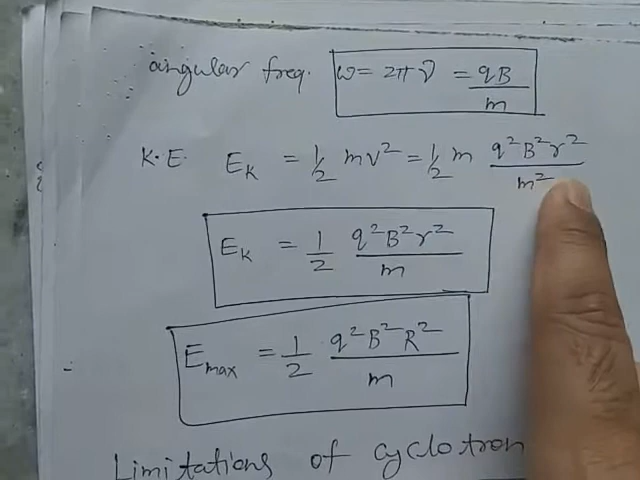 angular freq. ω = 2πν = qB/m
K.E. E_K = 1/2 mv² = 1/2 m q²B²r²/m²
E_K = 1/2 q²B²r²/m
E_max = 1/2 q²B²R²/m
Limitations of cyclotron